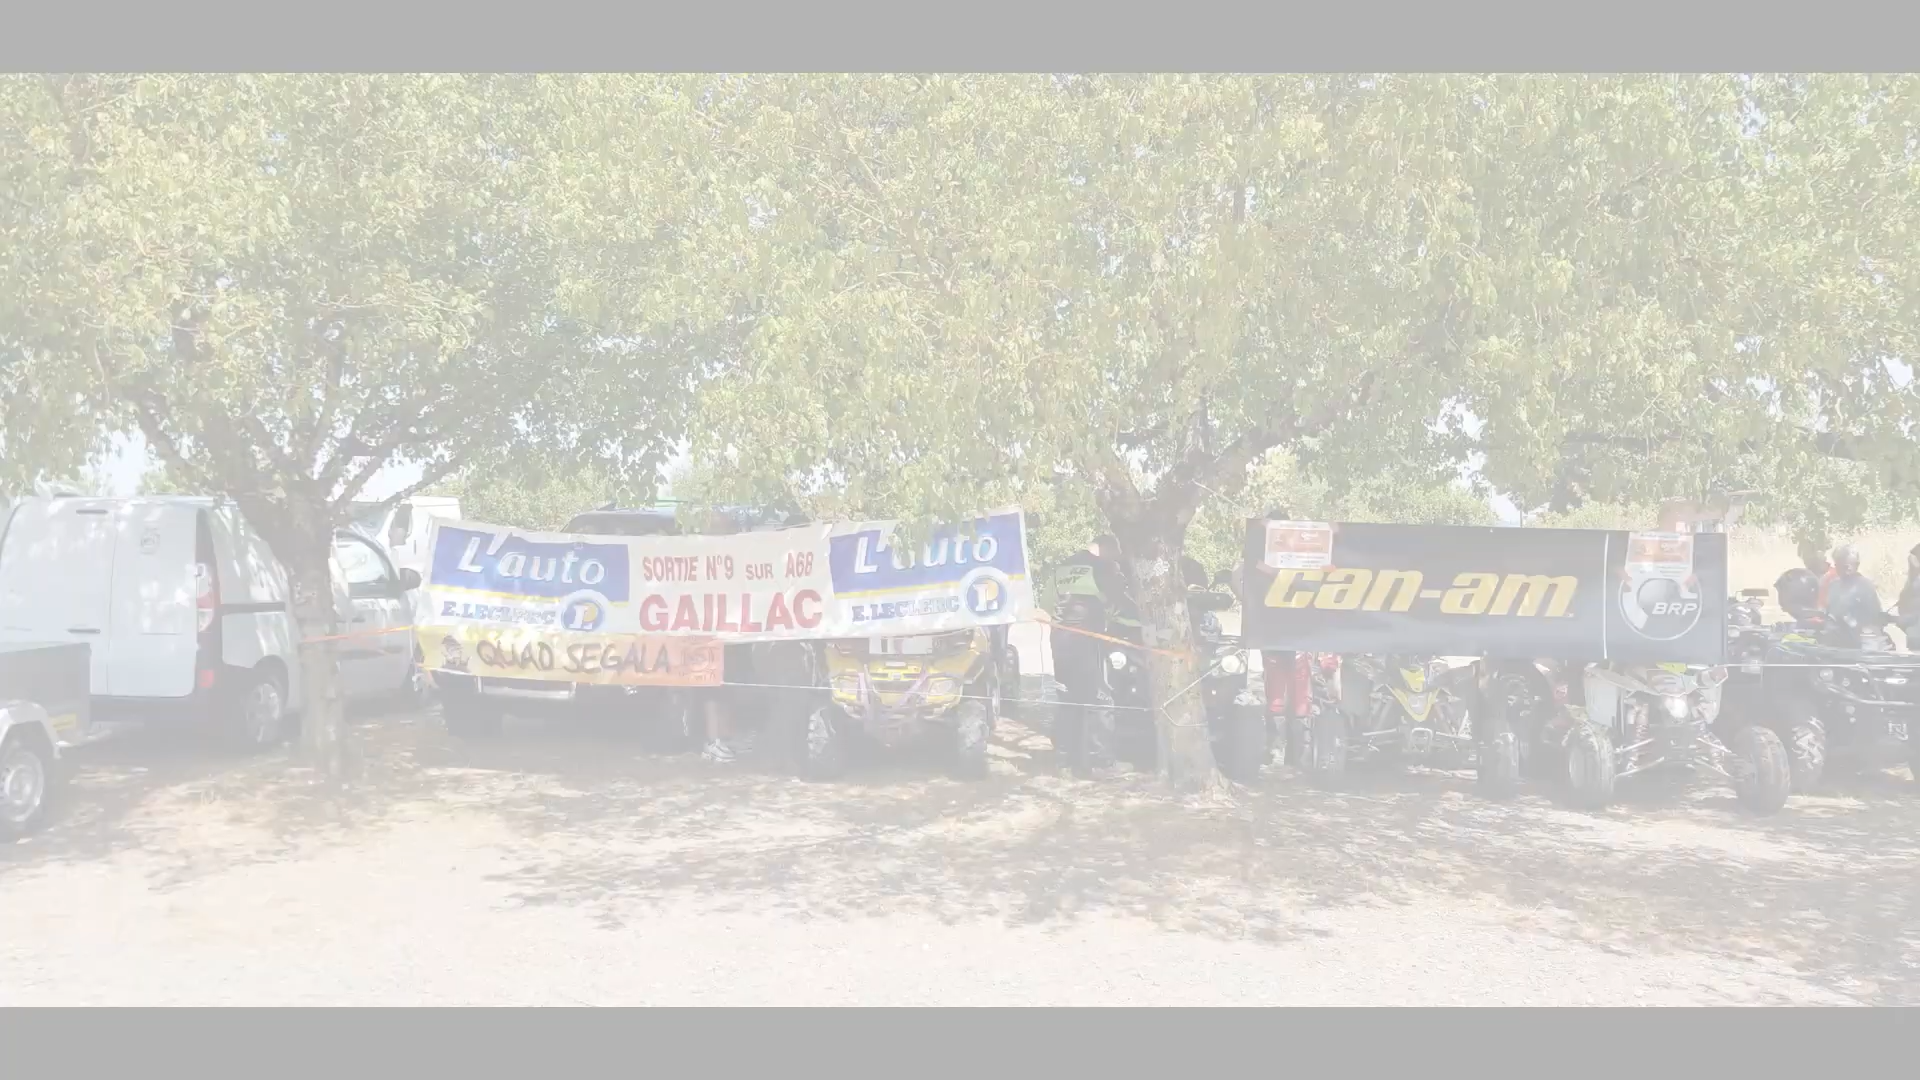 L'auto
E.LECLERC L
SORTIE N°9 SUR A68
GAILLAC
L'auto
E.LECLERC L
QUAD SEGALA
can-am
BRP